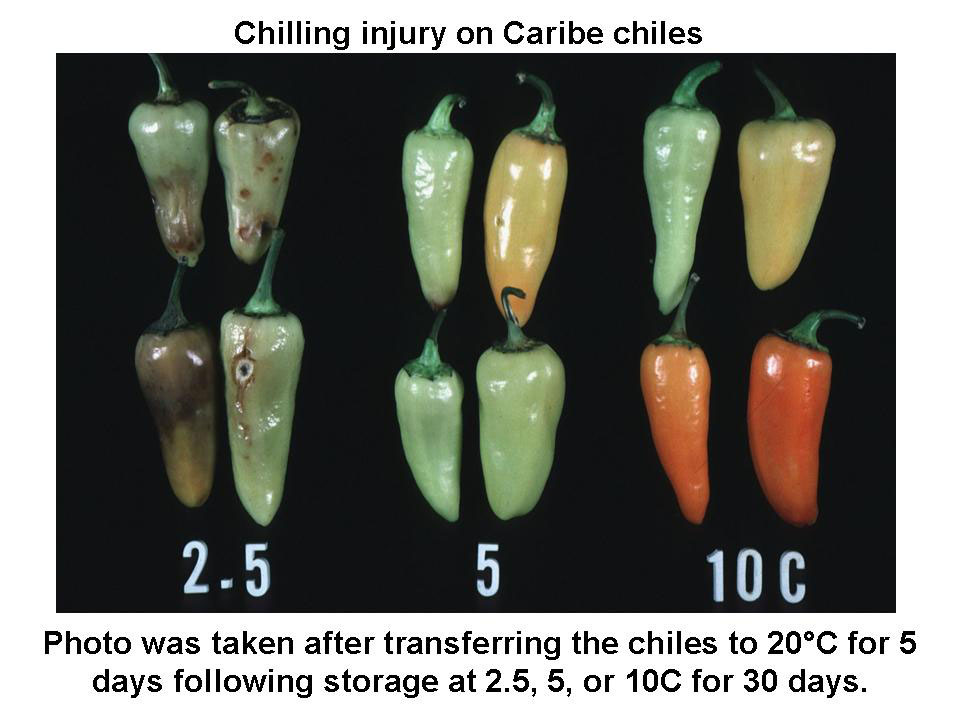 Chilling injury on Caribe chiles
2.5 5 10 C
Photo was taken after transferring the chiles to 20°C for 5
days following storage at 2.5, 5, or 10C for 30 days.